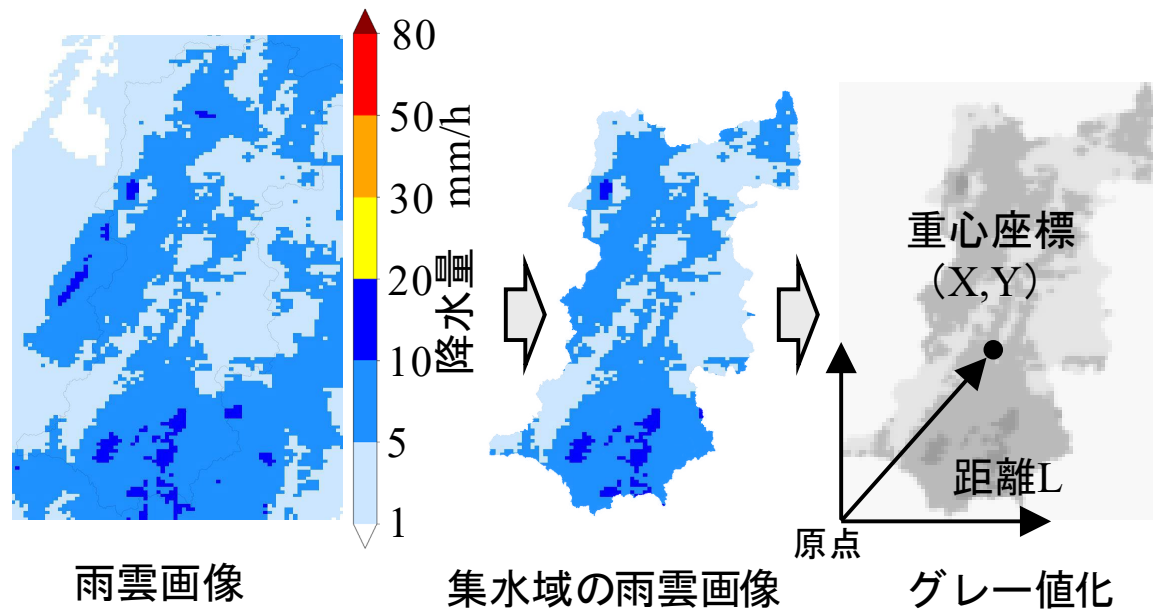 80
50
30
20
10
5
1
降水量 mm/h
重心座標
（X,Y）
距離L
原点
雨雲画像
集水域の雨雲画像
グレー値化